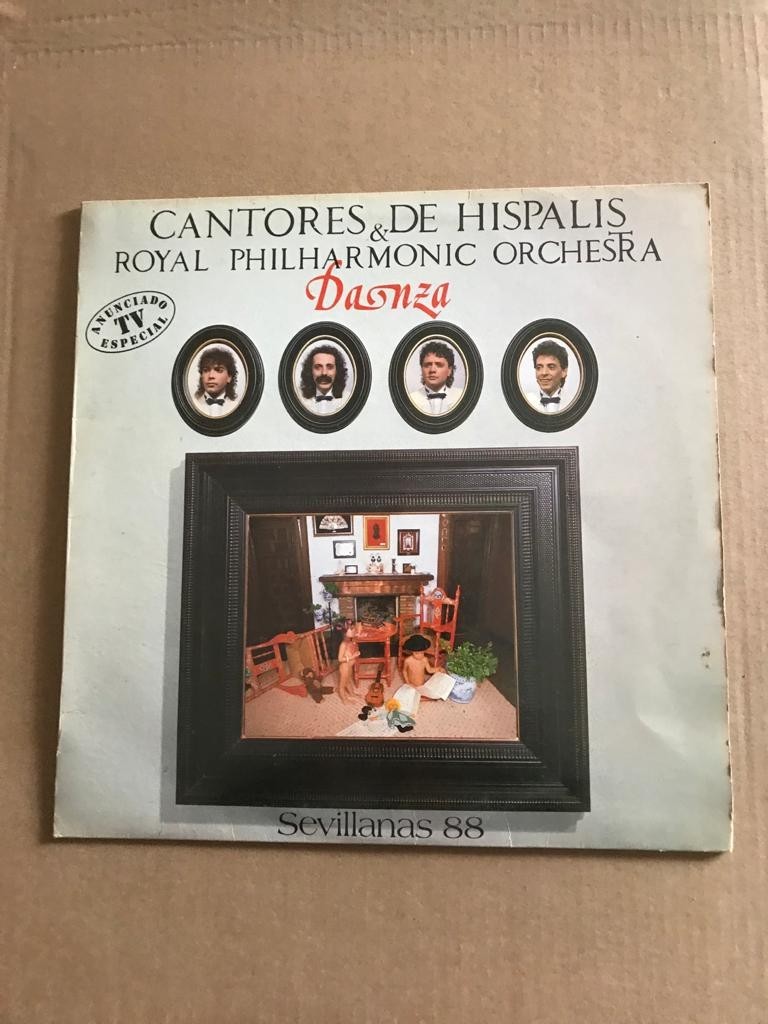 CANTORES & DE HISPALIS
ROYAL PHILHARMONIC ORCHESTRA
Danza
ANUNCIADO
TV
ESPECIAL
Sevillanas 88